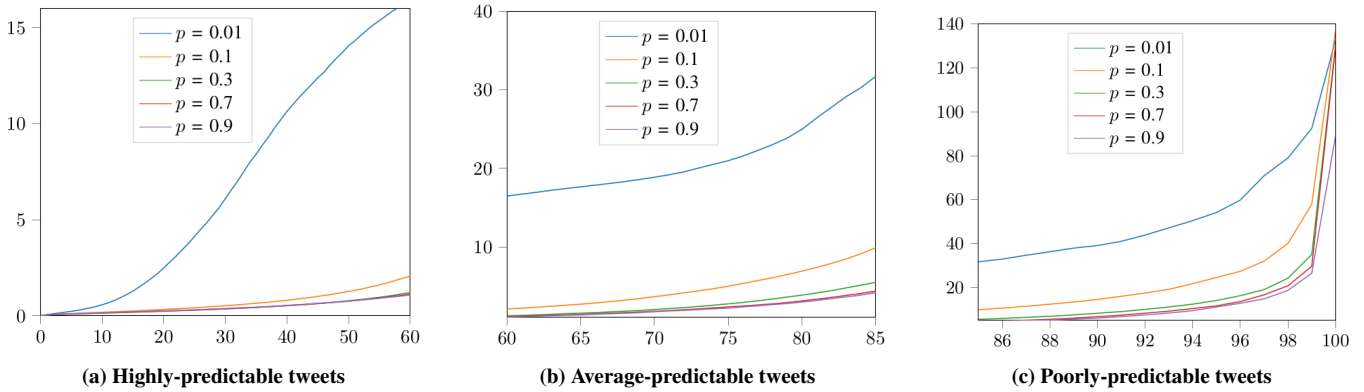 15
10
5
0
0 10 20 30 40 50 60
p = 0.01
p = 0.1
p = 0.3
p = 0.7
p = 0.9
(a) Highly-predictable tweets
40
30
20
10
60 65 70 75 80 85
p = 0.01
p = 0.1
p = 0.3
p = 0.7
p = 0.9
(b) Average-predictable tweets
140
120
100
80
60
40
20
86 88 90 92 94 96 98 100
p = 0.01
p = 0.1
p = 0.3
p = 0.7
p = 0.9
(c) Poorly-predictable tweets